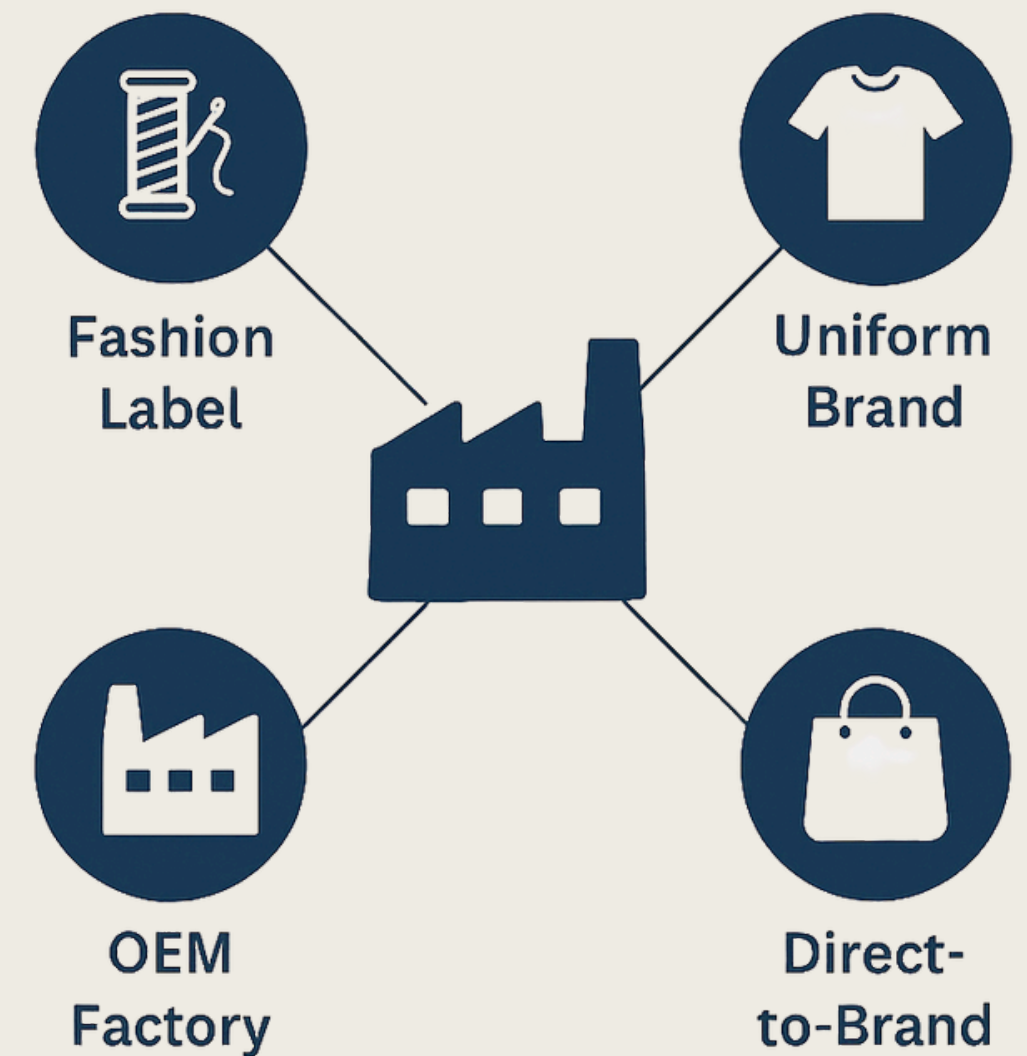 Fashion
Label
Uniform
Brand
OEM
Factory
Direct-
to-Brand